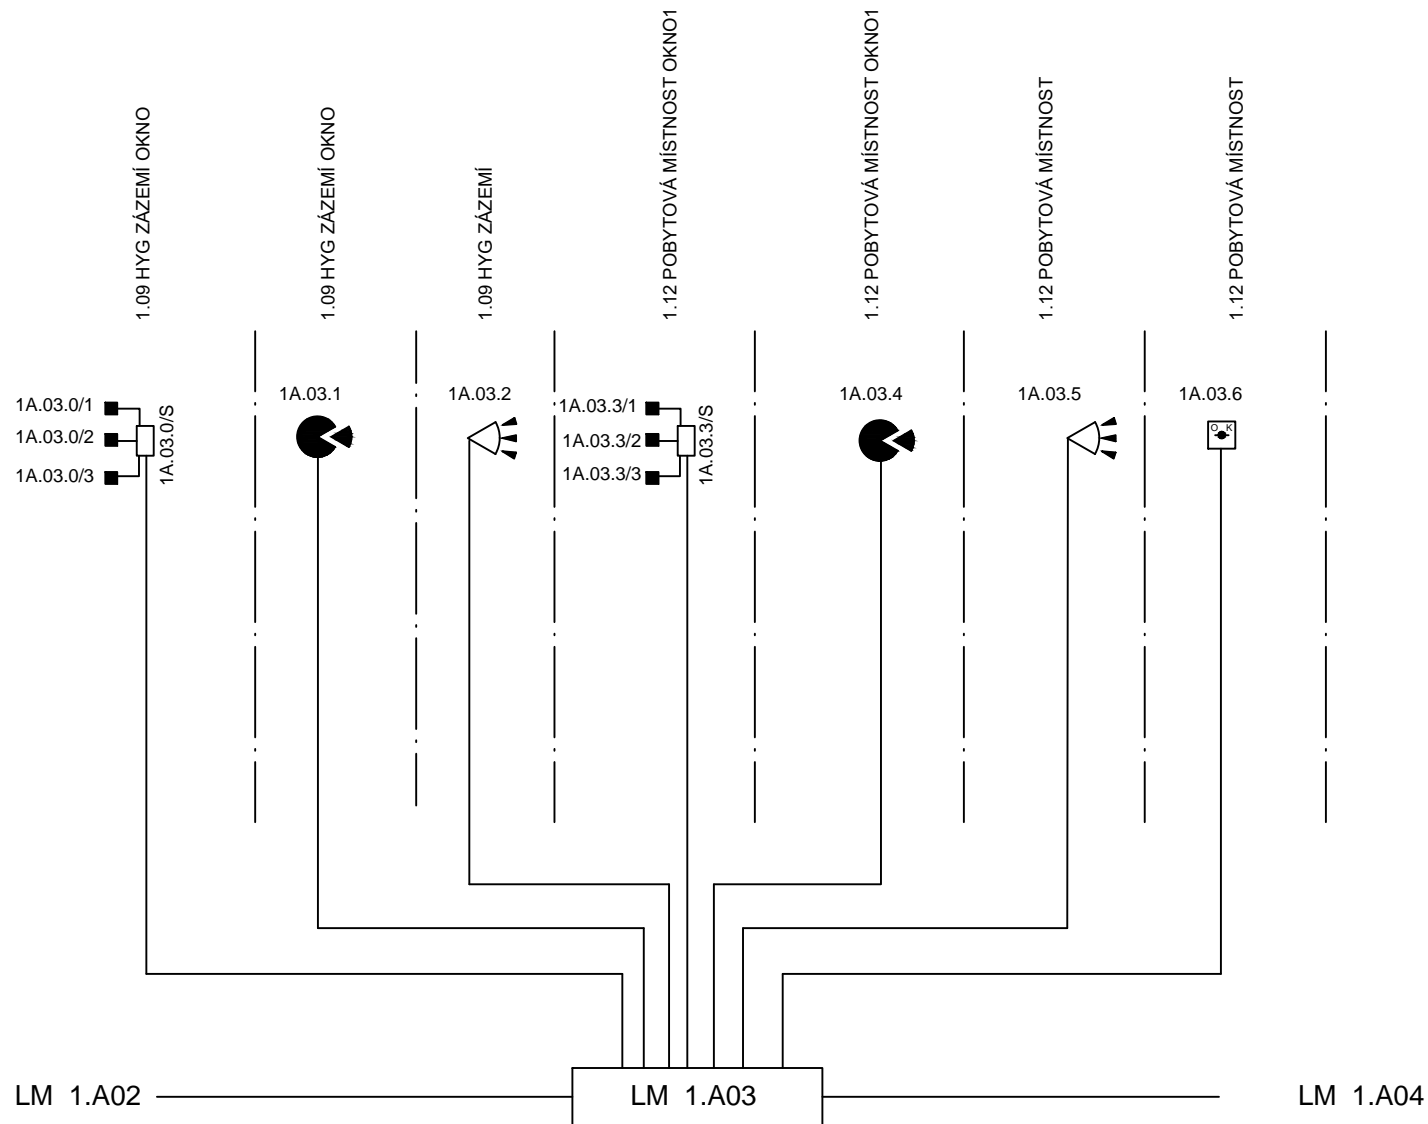 1.09 HYG ZÁZEMÍ OKNO
1.09 HYG ZÁZEMÍ OKNO
1.09 HYG ZÁZEMÍ
1.12 POBYTOVÁ MÍSTNOST OKNO1
1.12 POBYTOVÁ MÍSTNOST OKNO1
1.12 POBYTOVÁ MÍSTNOST
1.12 POBYTOVÁ MÍSTNOST
1A.03.0/1
1A.03.0/2
1A.03.0/3
1A.03.0/S
1A.03.1
1A.03.2
1A.03.3/1
1A.03.3/2
1A.03.3/3
1A.03.3/S
1A.03.4
1A.03.5
1A.03.6
O K
LM 1.A02
LM 1.A03
LM 1.A04